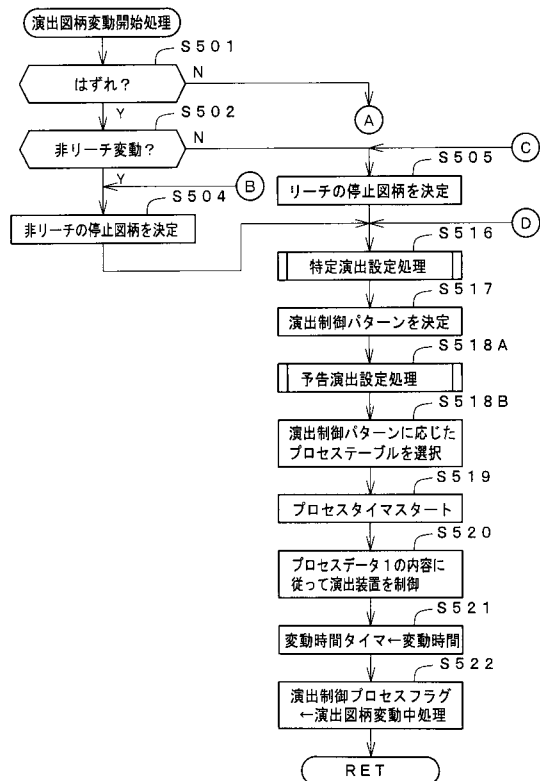 演出図柄変動開始処理
S501
はずれ?
N
Y
A
S502
非リーチ変動?
N
Y
C
B
S505
リーチの停止図柄を決定
S504
非リーチの停止図柄を決定
D
S516
特定演出設定処理
S517
演出制御パターンを決定
S518A
予告演出設定処理
S518B
演出制御パターンに応じた
プロセステーブルを選択
S519
プロセスタイマスタート
S520
プロセスデータ1の内容に
従って演出装置を制御
S521
変動時間タイマ←変動時間
S522
演出制御プロセスフラグ
←演出図柄変動中処理
RET